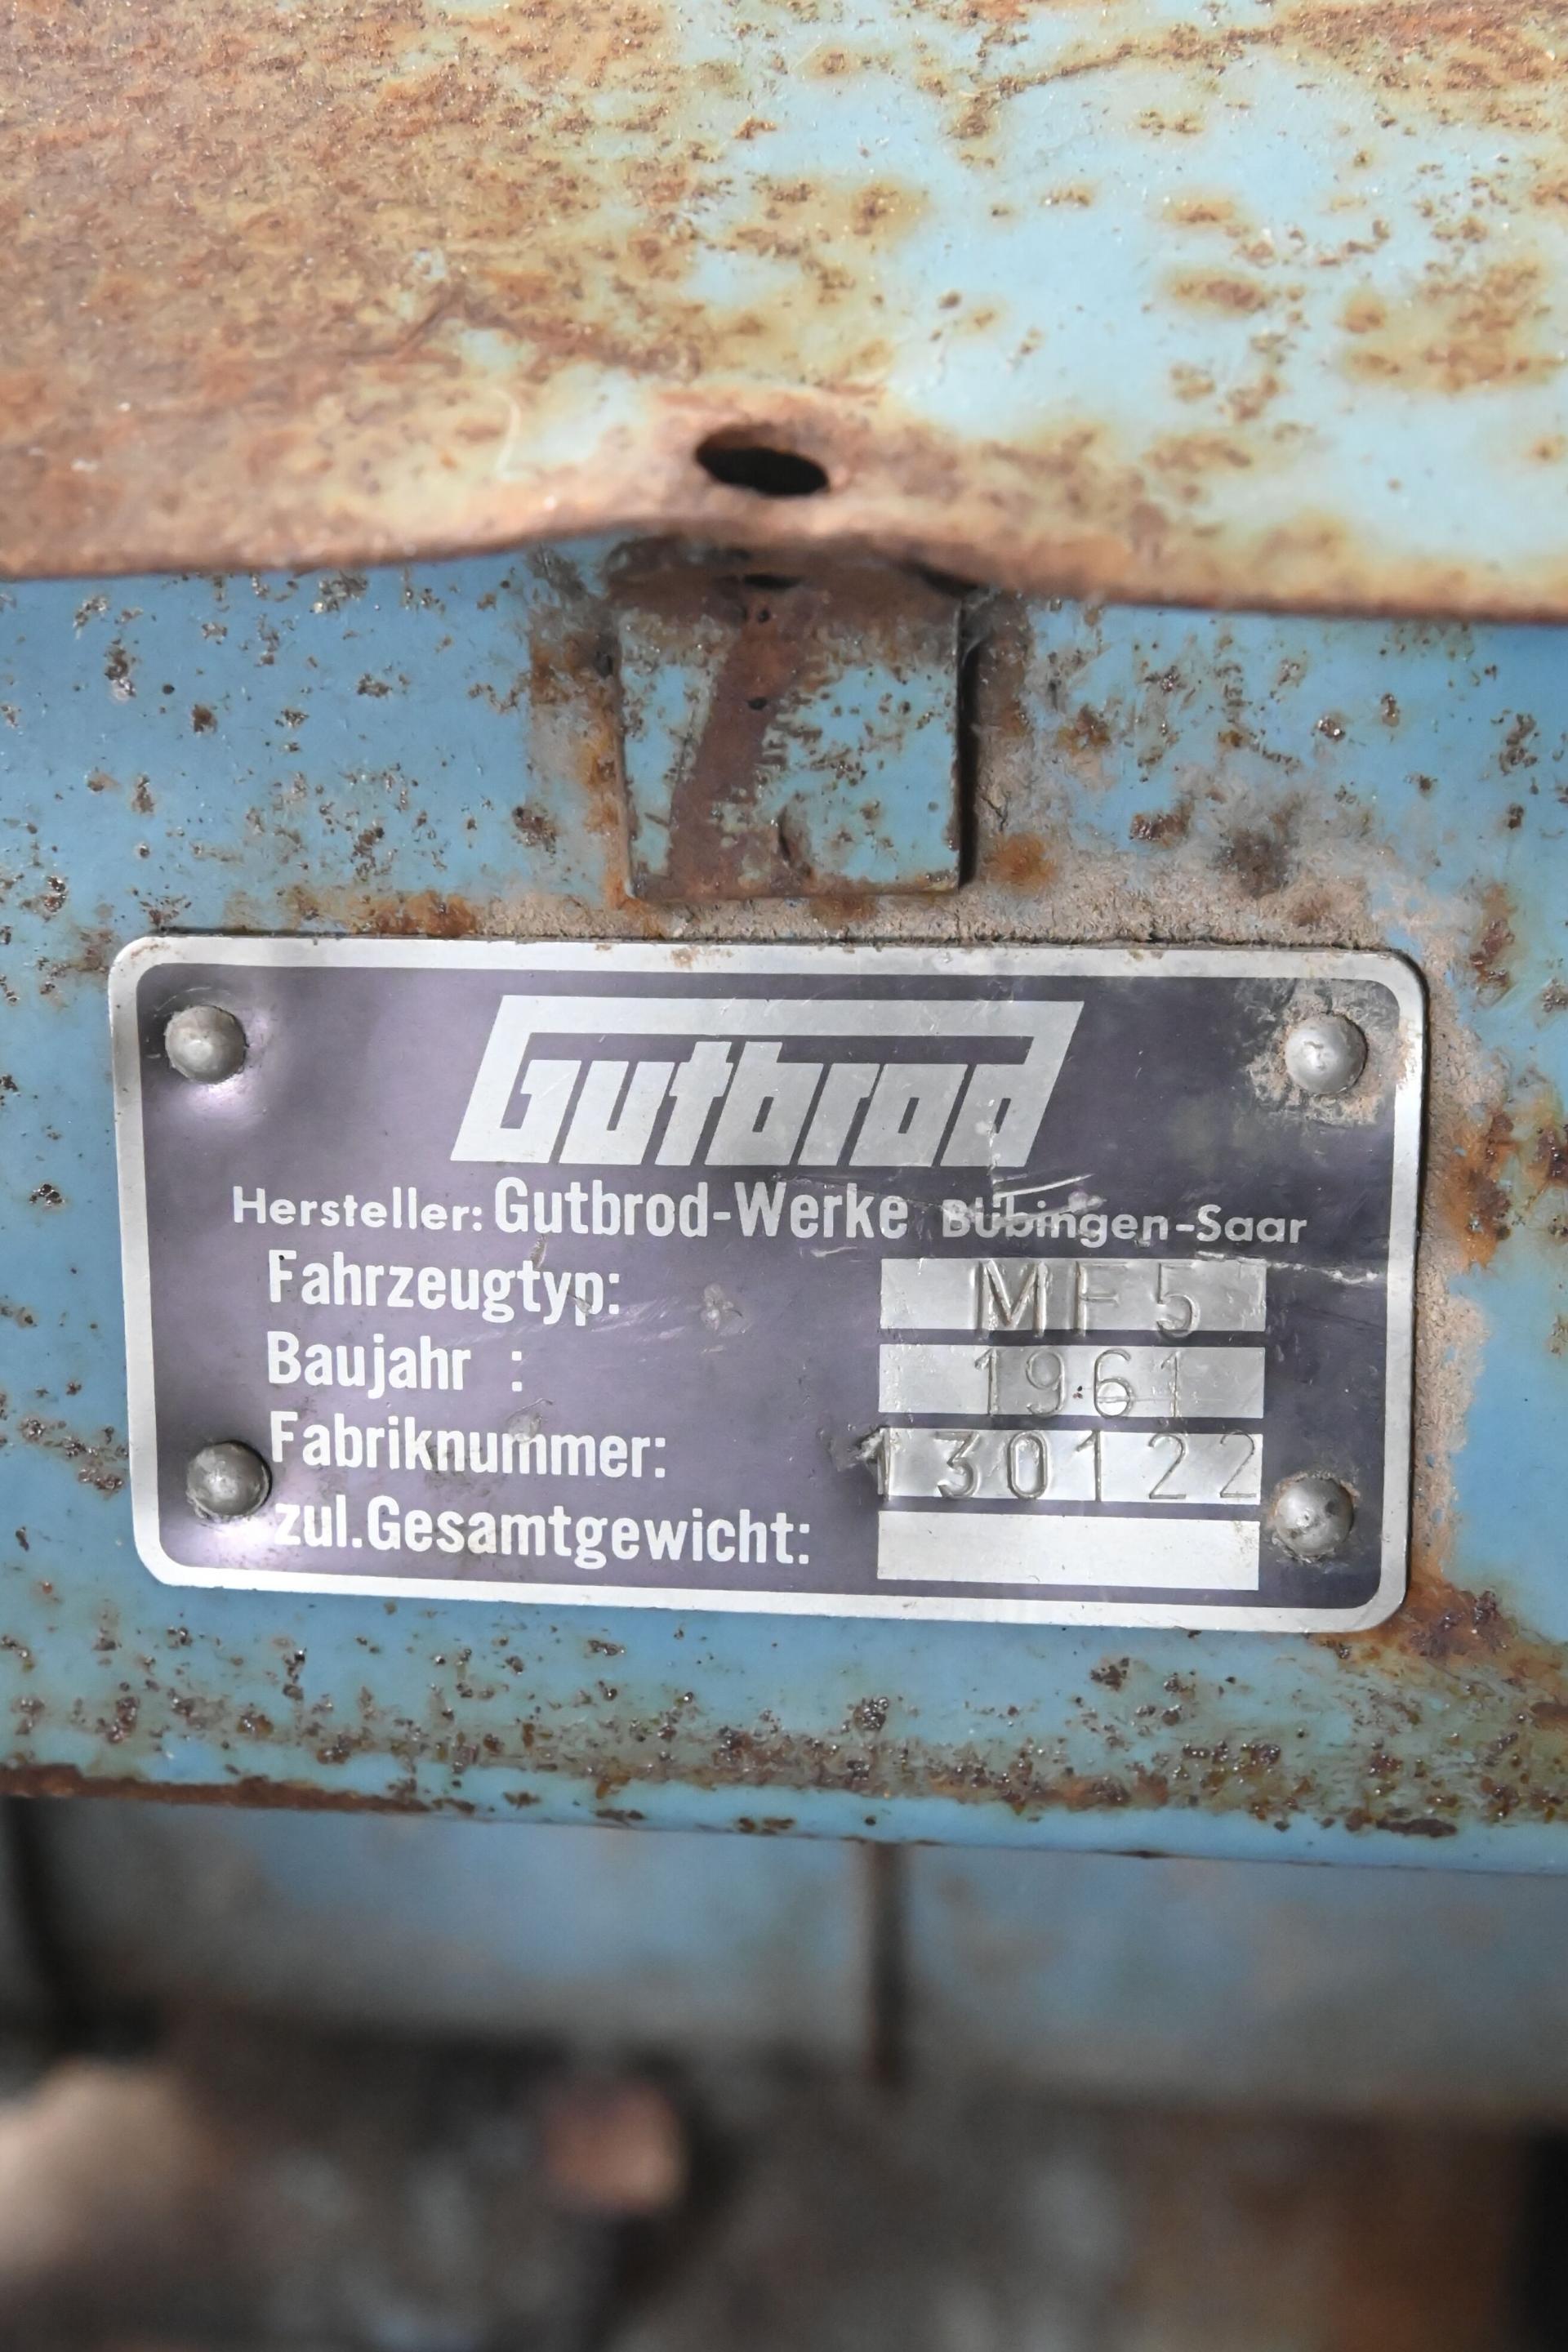 Gutbrod
Hersteller: Gutbrod-Werke Bübingen-Saar
Fahrzeugtyp: MF5
Baujahr : 1961
Fabriknummer: 130122
zul.Gesamtgewicht: